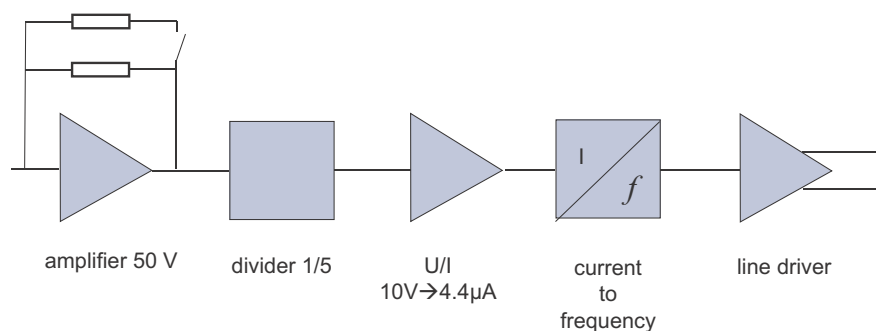 I
f
amplifier 50 V
divider 1/5
U/I
10V→4.4µA
current
to
frequency
line driver